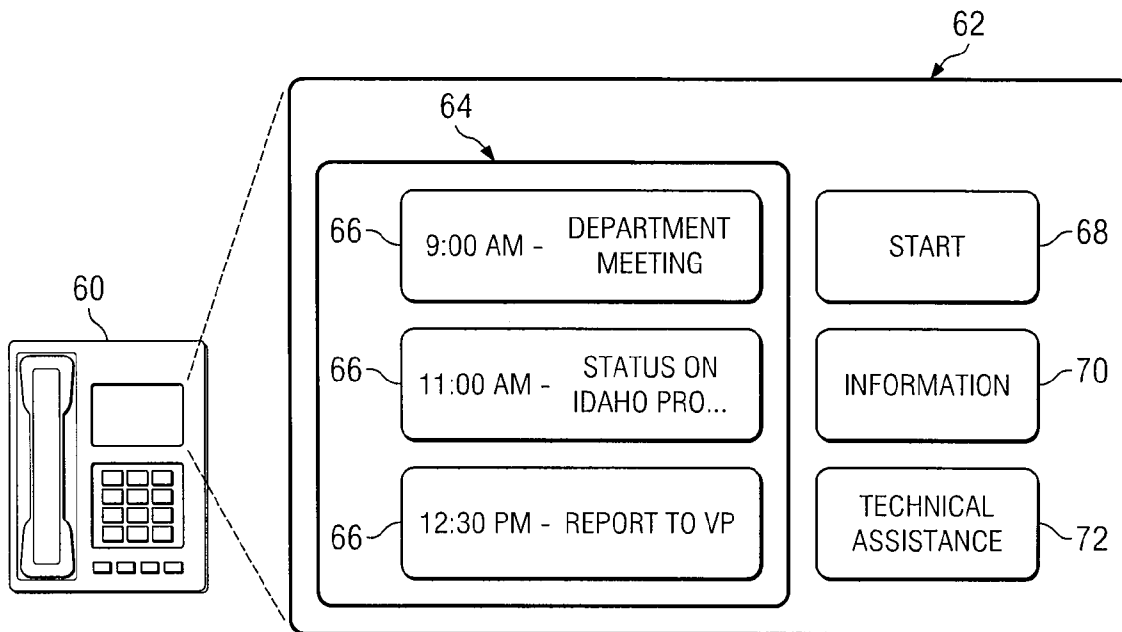 62
64
66
9:00 AM - DEPARTMENT
MEETING
START
68
60
66
11:00 AM - STATUS ON
IDAHO PRO...
INFORMATION
70
66
12:30 PM - REPORT TO VP
TECHNICAL
ASSISTANCE
72